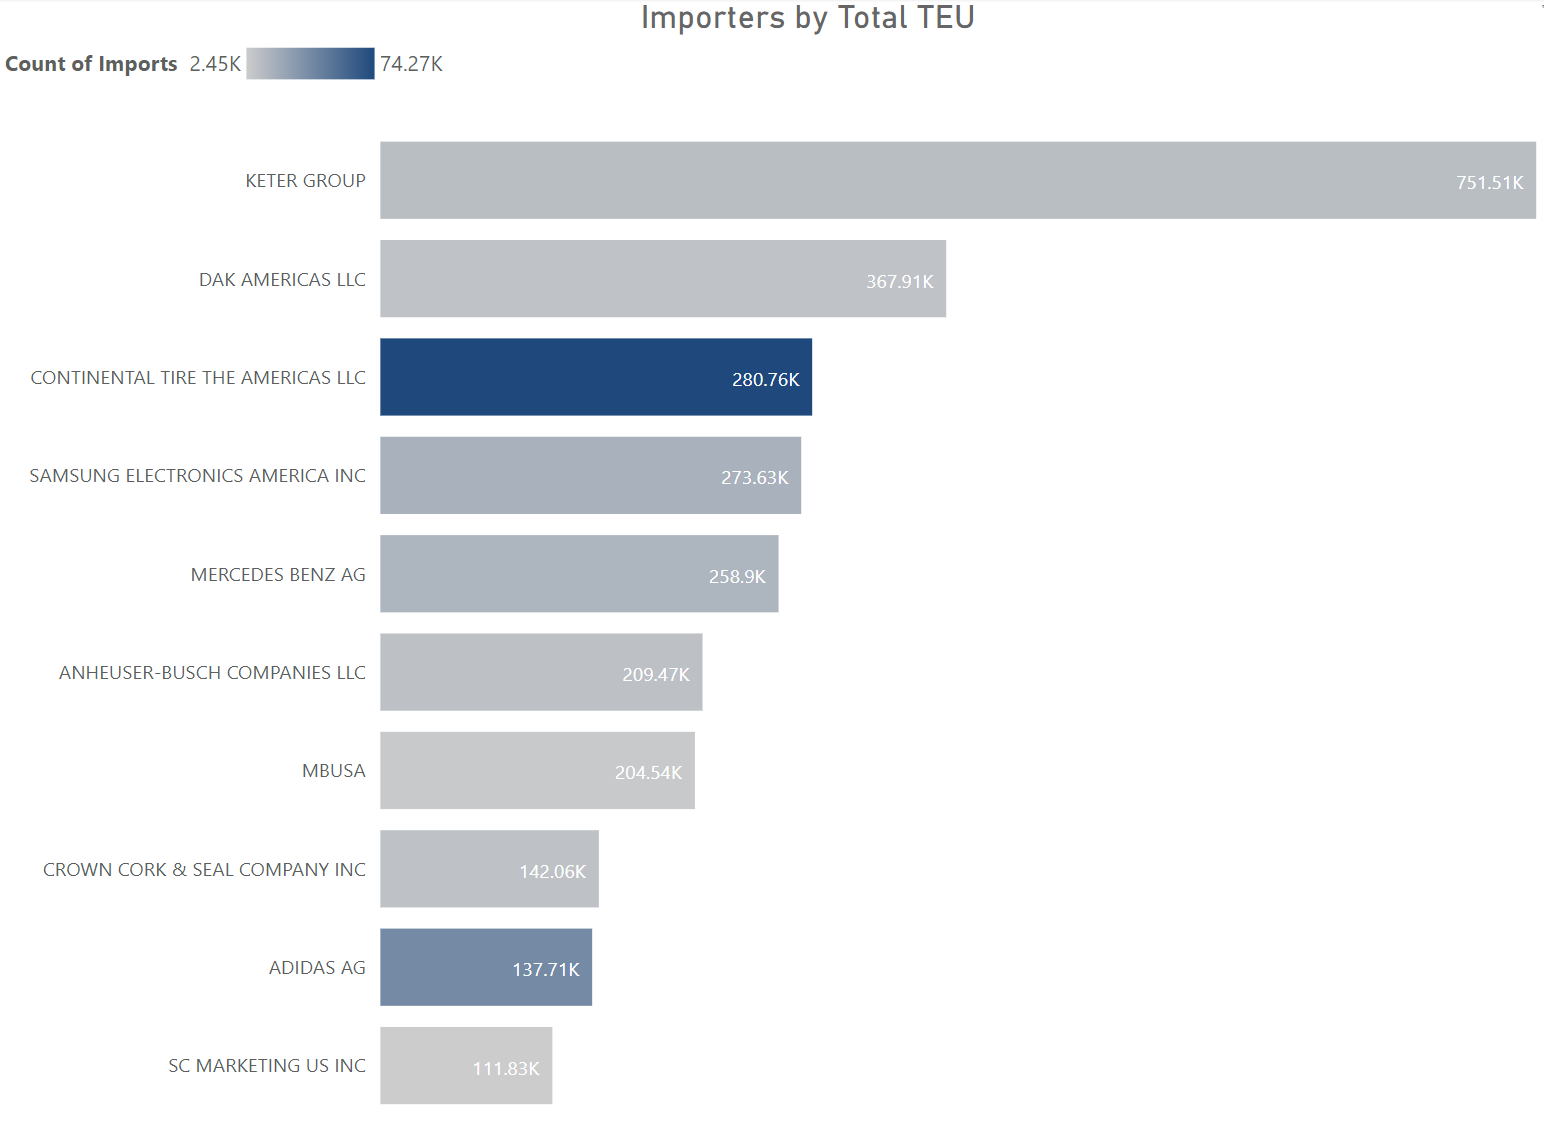 Importers by Total TEU
Count of Imports 2.45K 74.27K
KETER GROUP 751.51K
DAK AMERICAS LLC 367.91K
CONTINENTAL TIRE THE AMERICAS LLC 280.76K
SAMSUNG ELECTRONICS AMERICA INC 273.63K
MERCEDES BENZ AG 258.9K
ANHEUSER-BUSCH COMPANIES LLC 209.47K
MBUSA 204.54K
CROWN CORK & SEAL COMPANY INC 142.06K
ADIDAS AG 137.71K
SC MARKETING US INC 111.83K